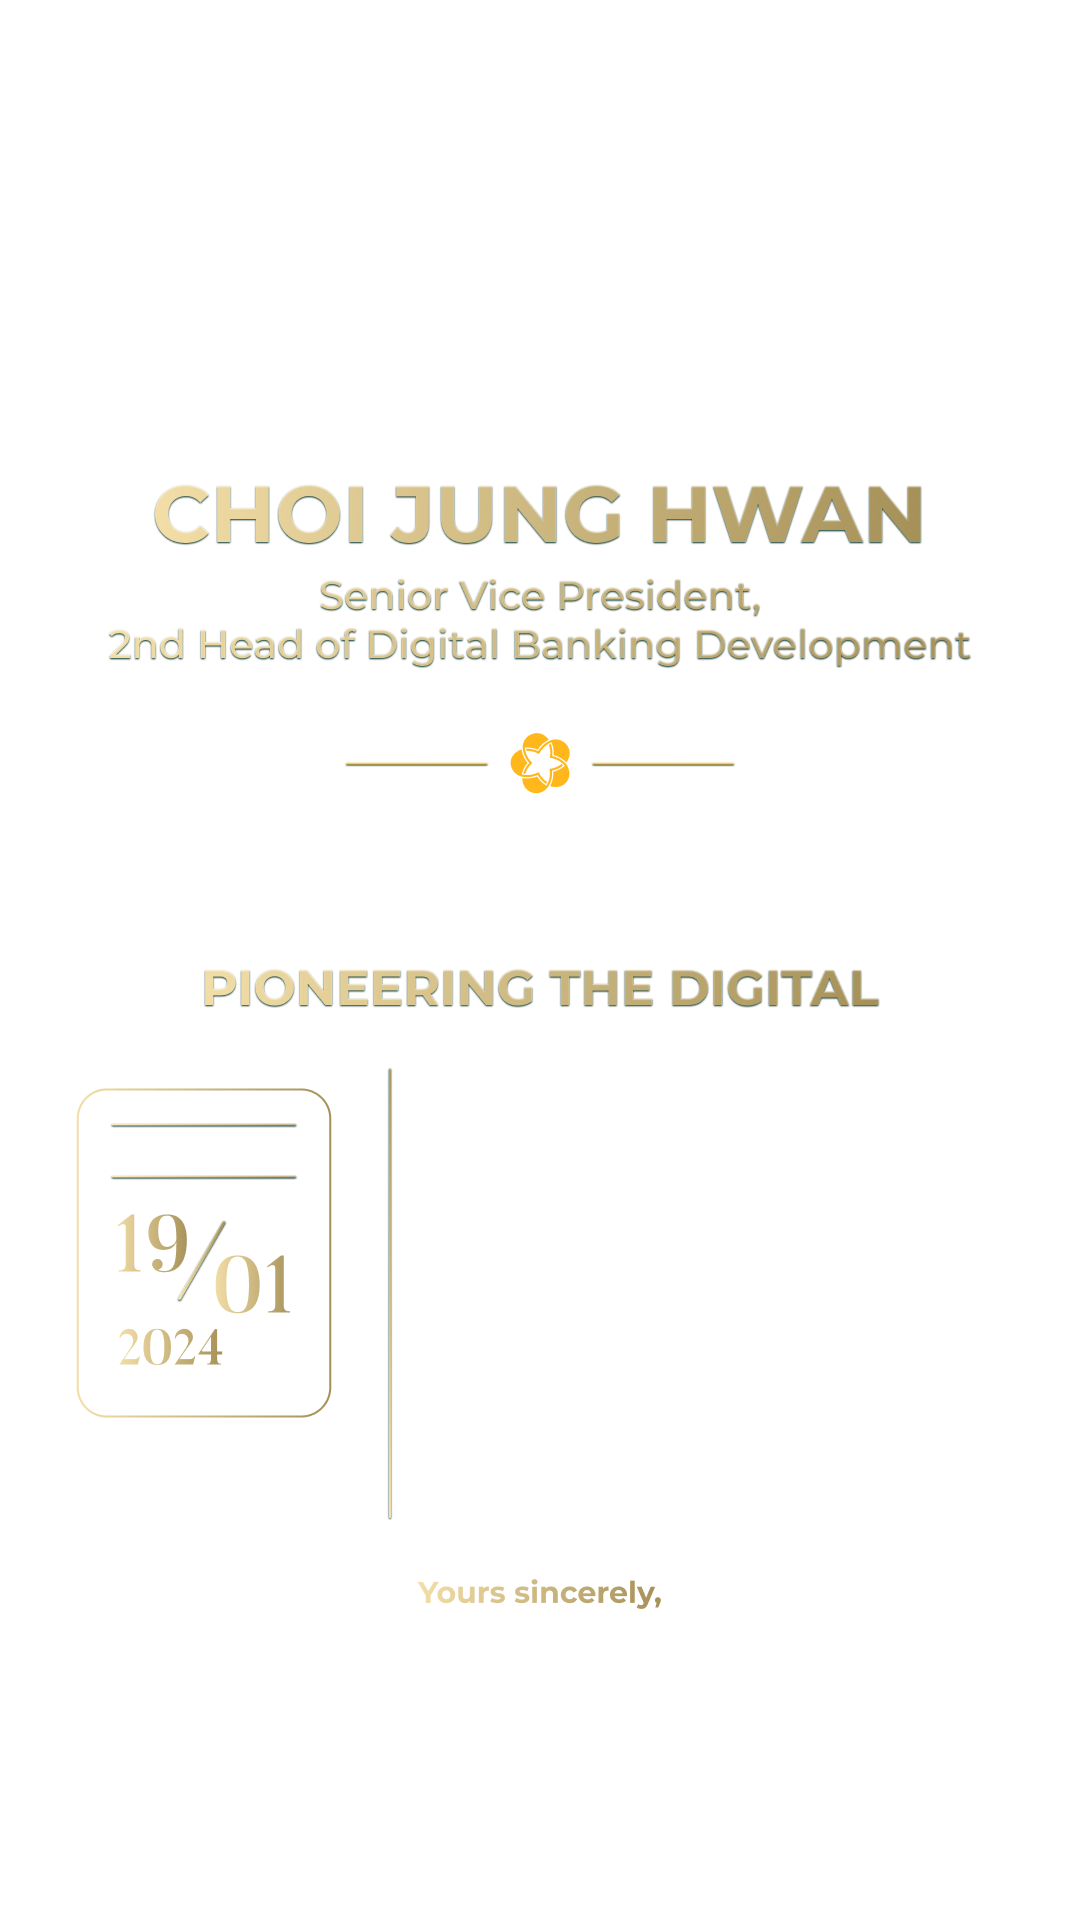 CHOI JUNG HWAN
Senior Vice President,
2nd Head of Digital Banking Development
PIONEERING THE DIGITAL
19/01
2024
Yours sincerely,